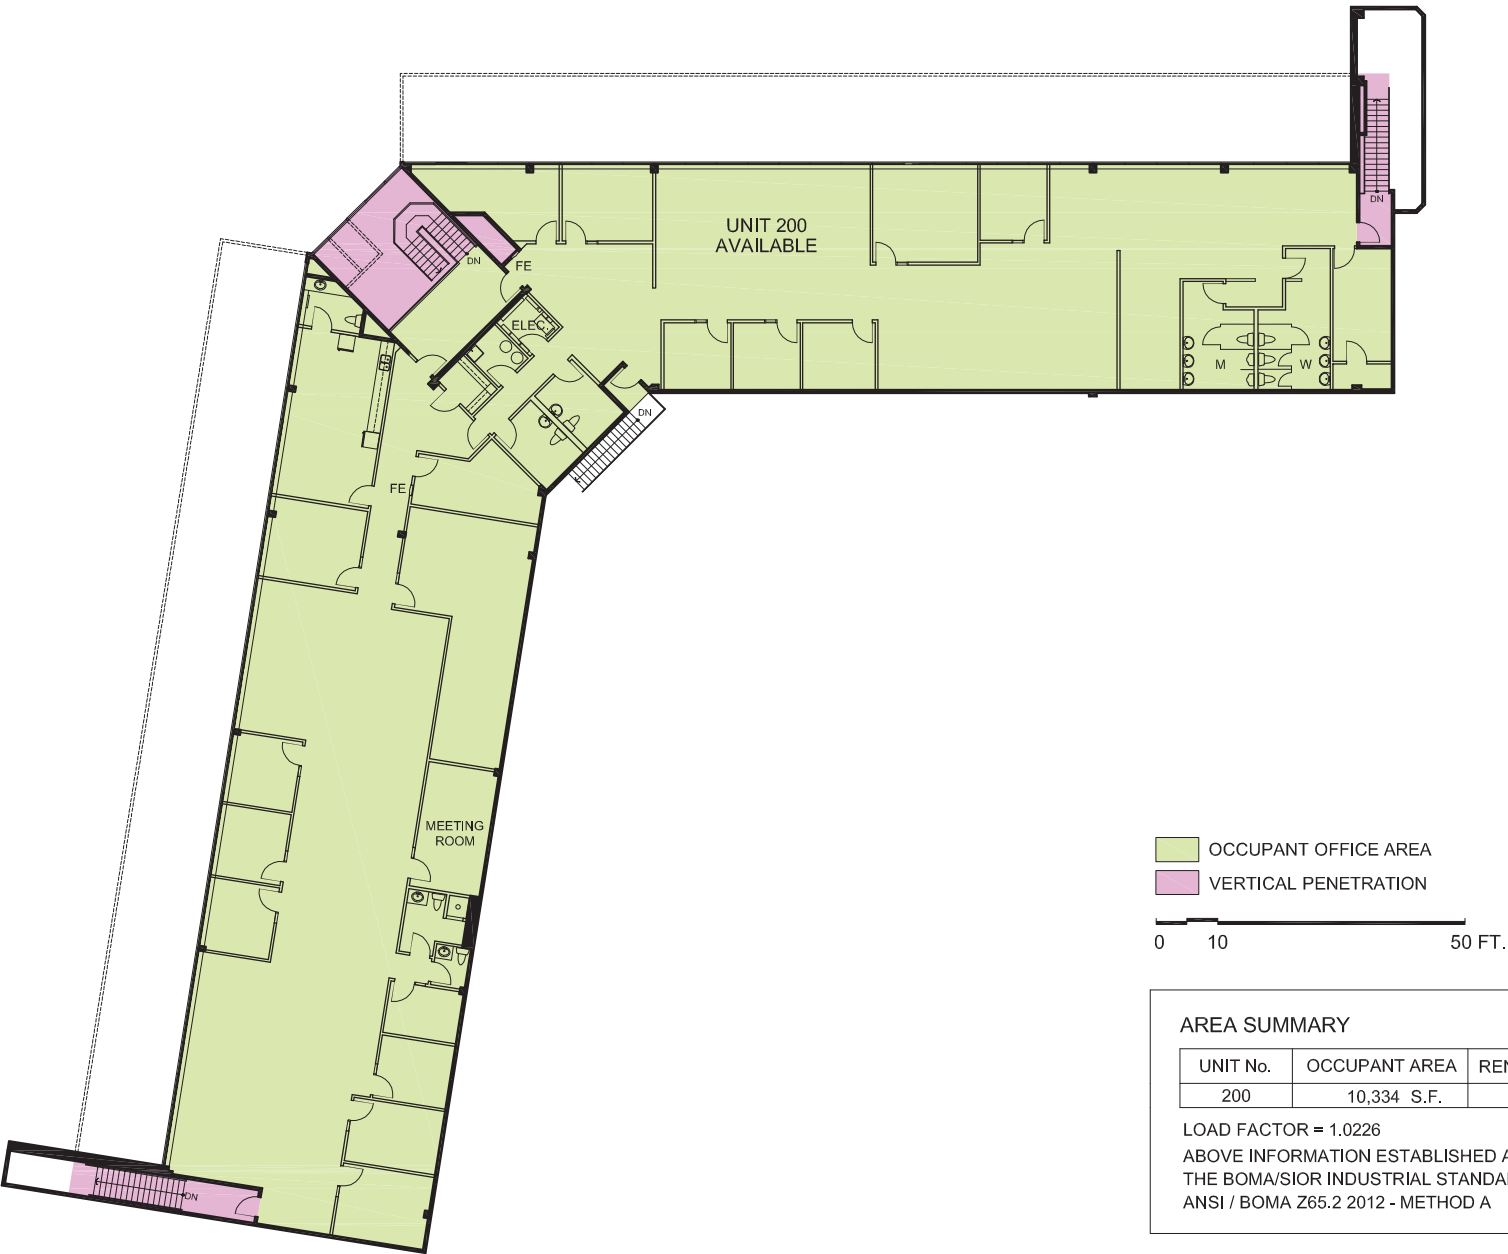 DN
UNIT 200
AVAILABLE
DN
FE
ELEC.
M
W
DN
FE
MEETING
ROOM
DN
OCCUPANT OFFICE AREA
VERTICAL PENETRATION
0 10 50 FT.
AREA SUMMARY
UNIT No. OCCUPANT AREA
200 10,334 S.F.
LOAD FACTOR = 1.0226
ABOVE INFORMATION ESTABLISHED
THE BOMA/SIOR INDUSTRIAL
ANSI / BOMA Z65.2 2012 - METHOD A